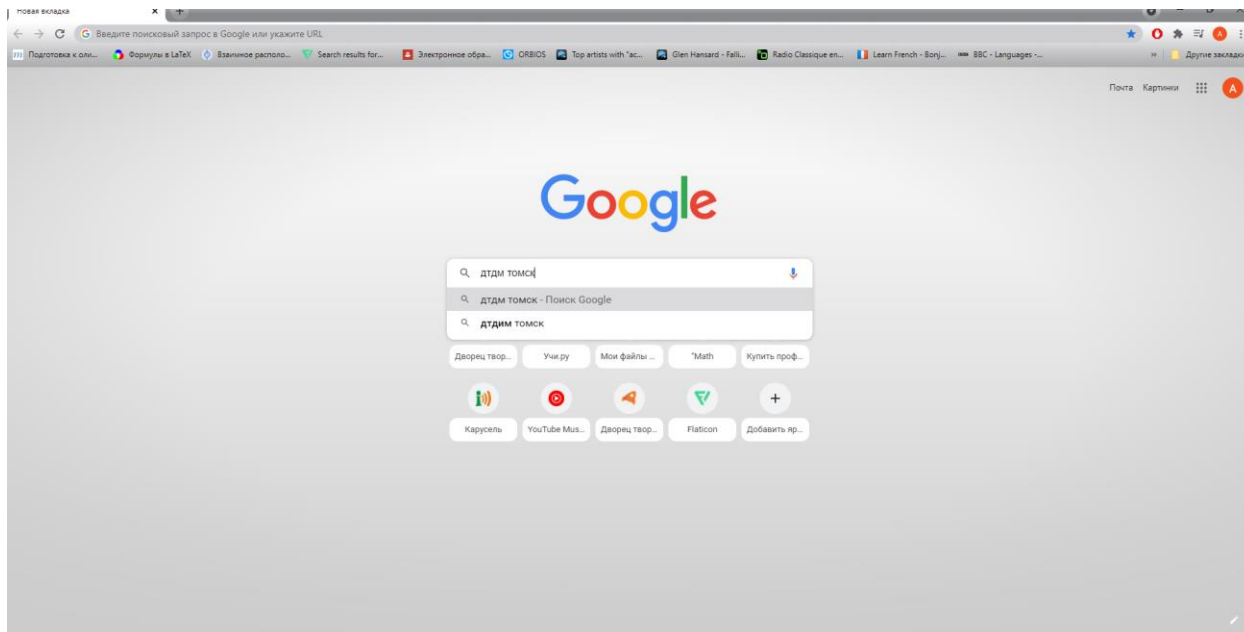 Новая вкладка
Введите поисковый запрос в Google или укажите URL
Подготовка к оли... Формулы в LaTeX Взаимное располо... Search results for... Электронное обра... ORBIOS Top artists with "ac... Glen Hansard - Falli... Radio Classique en... Learn French - Bonj... BBC - Languages -... » Другие закладки
Почта Картинки A
Google
дтдм томск
дтдм томск - Поиск Google
дтдим томск
Дворец твор... Учи.ру Мои файлы ... "Math Купить проф...
Карусель YouTube Mus... Дворец твор... Flaticon Добавить яр...